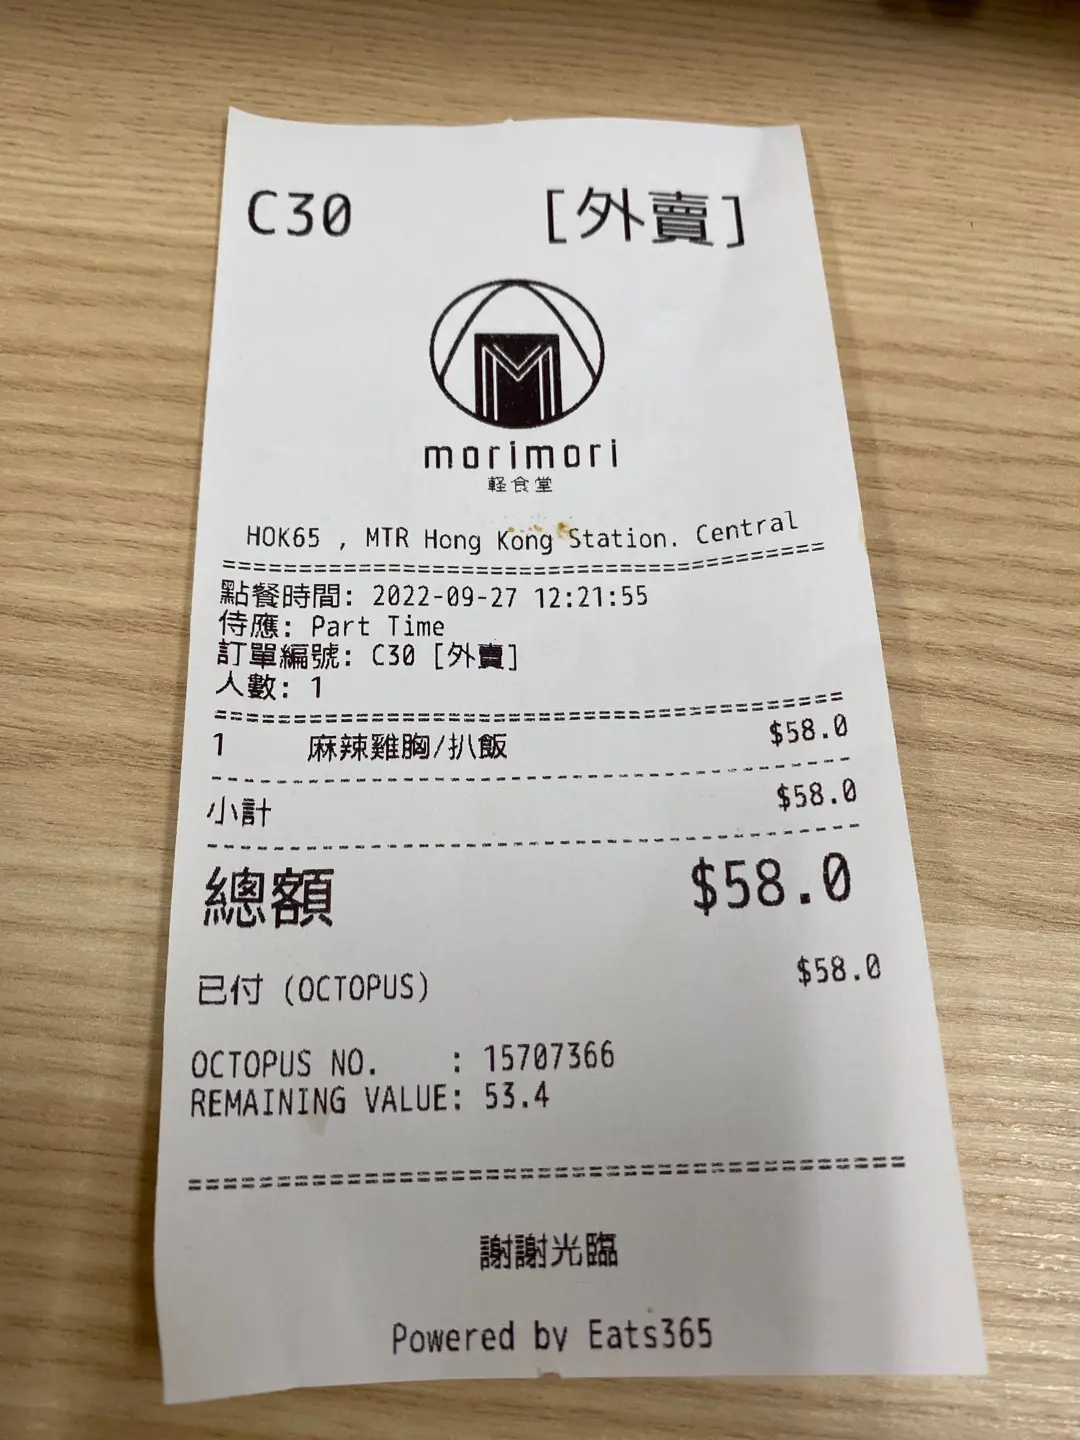 C30 [外賣]
M
morimori
軽食堂
HOK65 , MTR Hong Kong Station. Central
點餐時間: 2022-09-27 12:21:55
侍應: Part Time
訂單編號: C30 [外賣]
人數: 1
1 麻辣雞胸/扒飯 $58.0
小計 $58.0
總額 $58.0
已付 (OCTOPUS) $58.0
OCTOPUS NO. : 15707366
REMAINING VALUE: 53.4
謝謝光臨
Powered by Eats365